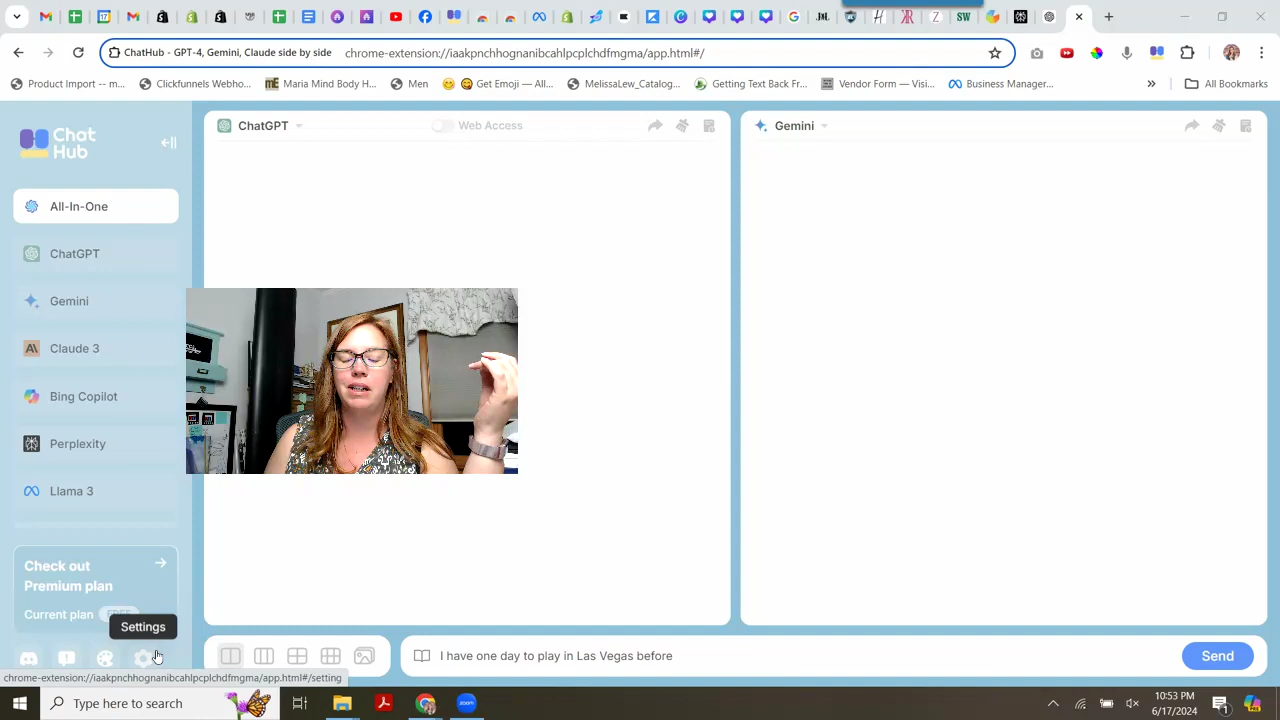 ChatHub - GPT-4, Gemini, Claude side by side
chrome-extension://iaakpnchhognanibcahlpcplchdfmgma/app.html#/
Product Import -- m...
Clickfunnels Webho...
Maria Mind Body H...
Men
Get Emoji — All...
MelissaLew_Catalog...
Getting Text Back Fr...
Vendor Form — Visi...
Business Manager...
All Bookmarks
Chat
Hub
All-In-One
ChatGPT
Gemini
Claude 3
Bing Copilot
Perplexity
Llama 3
Check out
Premium plan
Current plan FREE
Settings
ChatGPT
Web Access
Gemini
I have one day to play in Las Vegas before
Send
chrome-extension://iaakpnchhognanibcahlpcplchdfmgma/app.html#/setting
Type here to search
zoom
10:53 PM
6/17/2024